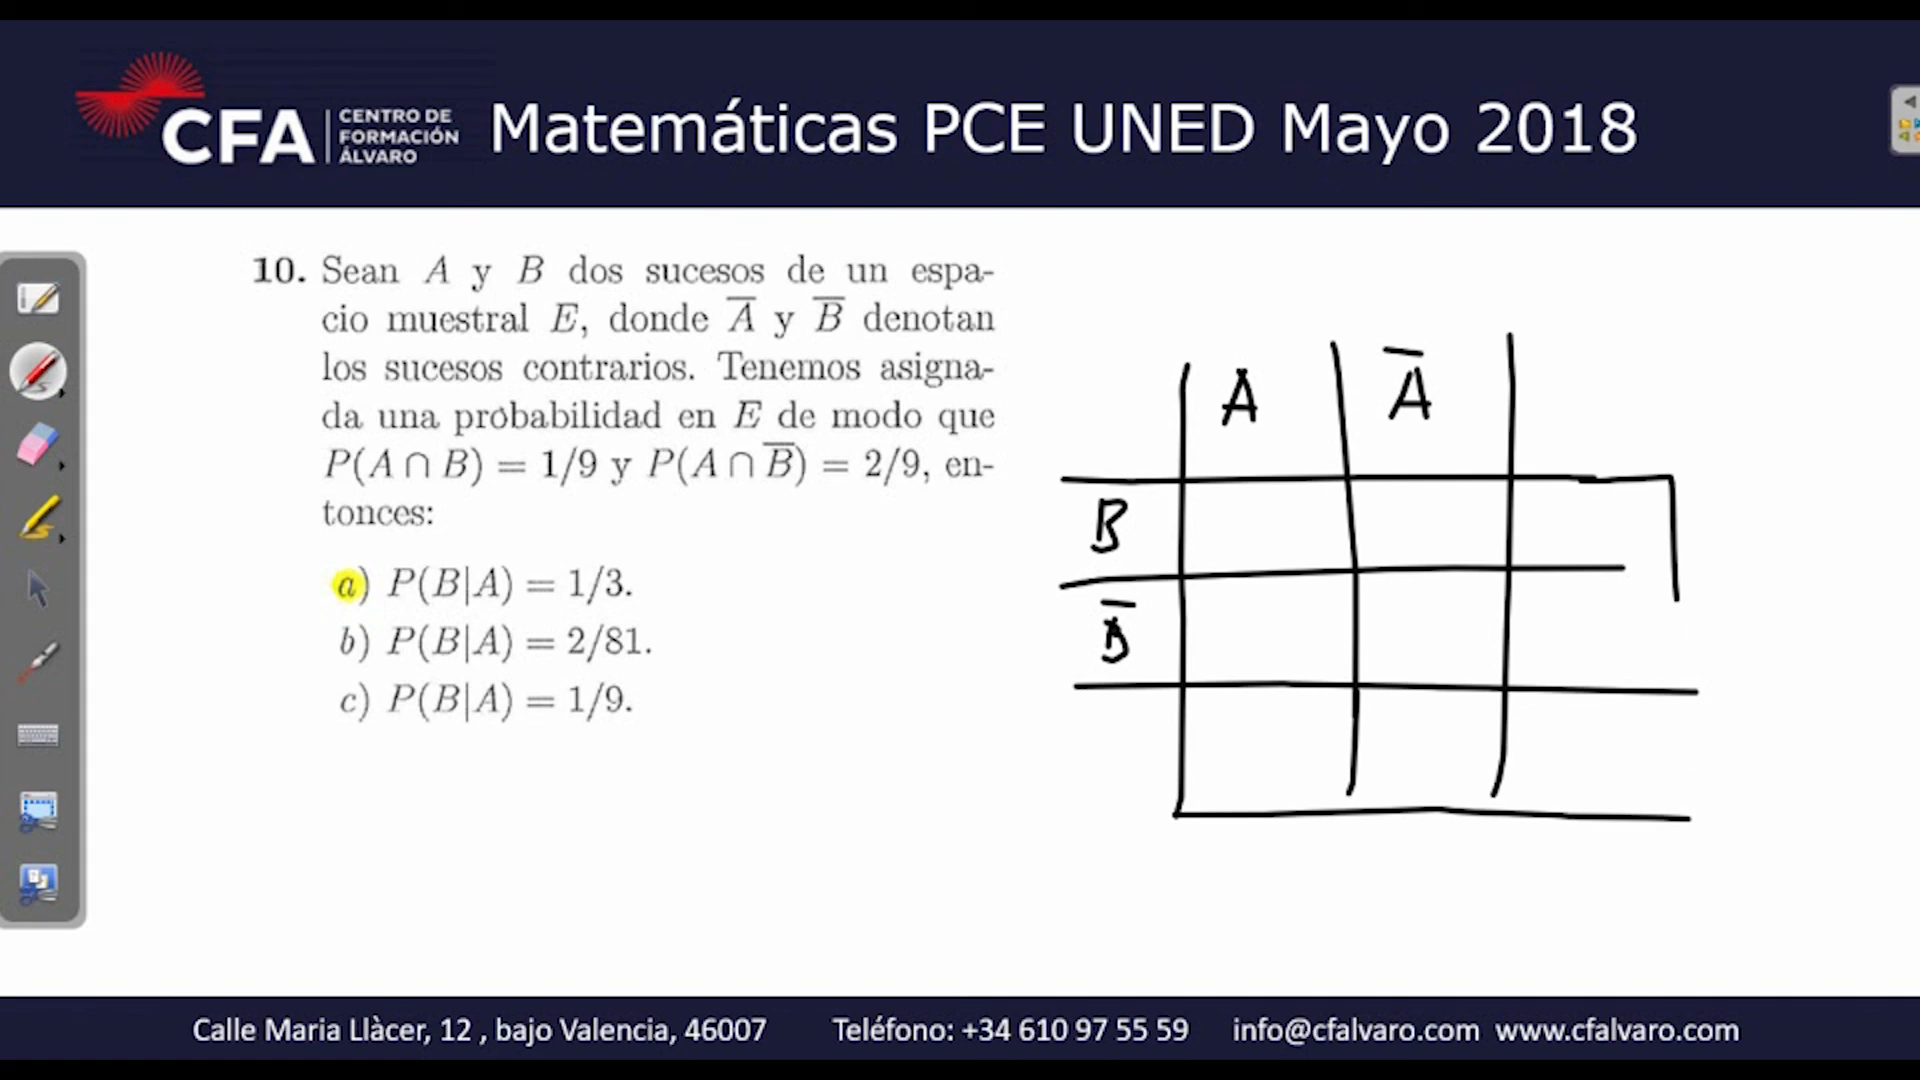 CFA
CENTRO DE
FORMACIÓN
ÁLVARO
Matemáticas PCE UNED Mayo 2018
10. Sean A y B dos sucesos de un espa-
cio muestral E, donde A̅ y B̅ denotan
los sucesos contrarios. Tenemos asigna-
da una probabilidad en E de modo que
P(A ∩ B) = 1/9 y P(A ∩ B̅) = 2/9, en-
tonces:
a) P(B|A) = 1/3.
b) P(B|A) = 2/81.
c) P(B|A) = 1/9.
A A̅
B
B̅
Calle Maria Llàcer, 12 , bajo Valencia, 46007 Teléfono: +34 610 97 55 59 info@cfalvaro.com www.cfalvaro.com